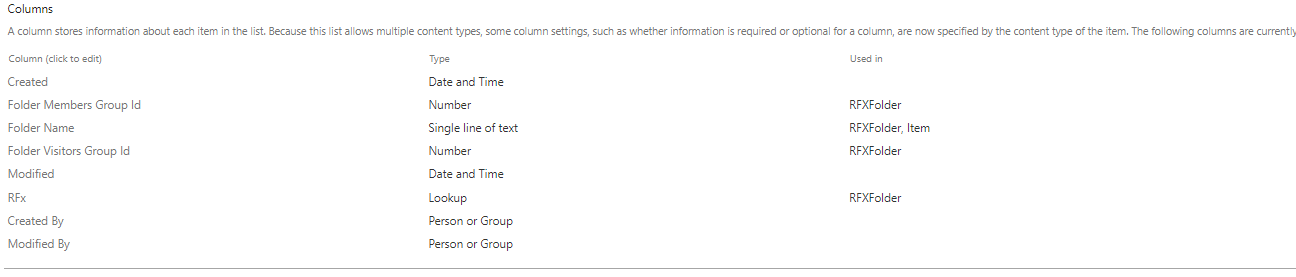 Columns
A column stores information about each item in the list. Because this list allows multiple content types, some column settings, such as whether information is required or optional for a column, are now specified by the content type of the item. The following columns are currently
Column (click to edit) Type Used in
Created Date and Time
Folder Members Group Id Number RFXFolder
Folder Name Single line of text RFXFolder, Item
Folder Visitors Group Id Number RFXFolder
Modified Date and Time
RFx Lookup RFXFolder
Created By Person or Group
Modified By Person or Group